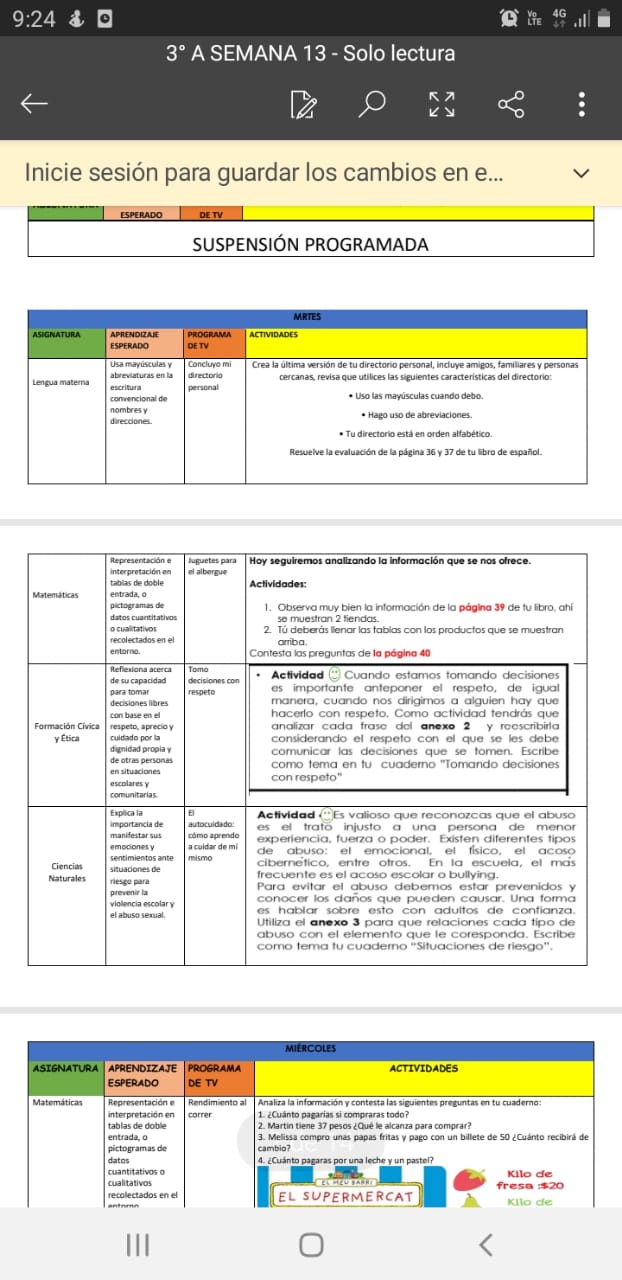 9:24
Vo LTE 4G
3° A SEMANA 13 - Solo lectura
Inicie sesión para guardar los cambios en e...
ESPERADO DE TV
SUSPENSIÓN PROGRAMADA
MRTES
ASIGNATURA APRENDIZAJE ESPERADO PROGRAMA DE TV ACTIVIDADES
Lengua materna
Usa mayúsculas y
abreviaturas en la
escritura
convencional de
nombres y
direcciones.
Concluyo mi
directorio
personal
Crea la última versión de tu directorio personal, incluye amigos, familiares y personas
cercanas, revisa que utilices las siguientes características del directorio:
• Uso las mayúsculas cuando debo.
• Hago uso de abreviaciones.
• Tu directorio está en orden alfabético.
Resuelve la evaluación de la página 36 y 37 de tu libro de español.
Matemáticas
Representación e
interpretación en
tablas de doble
entrada, o
pictogramas de
datos cuantitativos
o cualitativos
recolectados en el
entorno.
Juguetes para
el albergue
Hoy seguiremos analizando la información que se nos ofrece.
Actividades:
1. Observa muy bien la información de la página 39 de tu libro, ahí
se muestran 2 tiendas.
2. Tú deberás llenar las tablas con los productos que se muestran
arriba.
Contesta las preguntas de la página 40
Formación Cívica
y Ética
Reflexiona acerca
de su capacidad
para tomar
decisiones libres
con base en el
respeto, aprecio y
cuidado por la
dignidad propia y
de otras personas
en situaciones
escolares y
comunitarias.
Tomo
decisiones con
respeto
• Actividad Cuando estamos tomando decisiones
es importante anteponer el respeto, de igual
manera, cuando nos dirigimos a alguien hay que
hacerlo con respeto. Como actividad tendrás que
analizar cada frase del anexo 2 y reescribirla
considerando el respeto con el que se les debe
comunicar las decisiones que se tomen. Escribe
como tema en tu cuaderno "Tomando decisiones
con respeto"
Ciencias
Naturales
Explica la
importancia de
manifestar sus
emociones y
sentimientos ante
situaciones de
riesgo para
prevenir la
violencia escolar y
el abuso sexual.
El
autocuidado:
cómo aprendo
a cuidar de mí
mismo
Actividad Es valioso que reconozcas que el abuso
es el trato injusto a una persona de menor
experiencia, fuerza o poder. Existen diferentes tipos
de abuso: el emocional, el físico, el acoso
cibernético, entre otros. En la escuela, el más
frecuente es el acoso escolar o bullying.
Para evitar el abuso debemos estar prevenidos y
conocer los daños que pueden causar. Una forma
es hablar sobre esto con adultos de confianza.
Utiliza el anexo 3 para que relaciones cada tipo de
abuso con el elemento que le coresponda. Escribe
como tema tu cuaderno "Situaciones de riesgo".
MIÉRCOLES
ASIGNATURA APRENDIZAJE ESPERADO PROGRAMA DE TV ACTIVIDADES
Matemáticas
Representación e
interpretación en
tablas de doble
entrada, o
pictogramas de
datos
cuantitativos o
cualitativos
recolectados en el
entorno
Rendimiento al
correr
Analiza la información y contesta las siguientes preguntas en tu cuaderno:
1. ¿Cuánto pagarías si compraras todo?
2. Martin tiene 37 pesos ¿Qué le alcanza para comprar?
3. Melissa compro unas papas fritas y pago con un billete de 50 ¿Cuánto recibirá de
cambio?
4. ¿Cuánto pagaras por una leche y un pastel?
EL MEU BARRI
EL SUPERMERCAT
Kilo de
fresa :$20
Kilo de